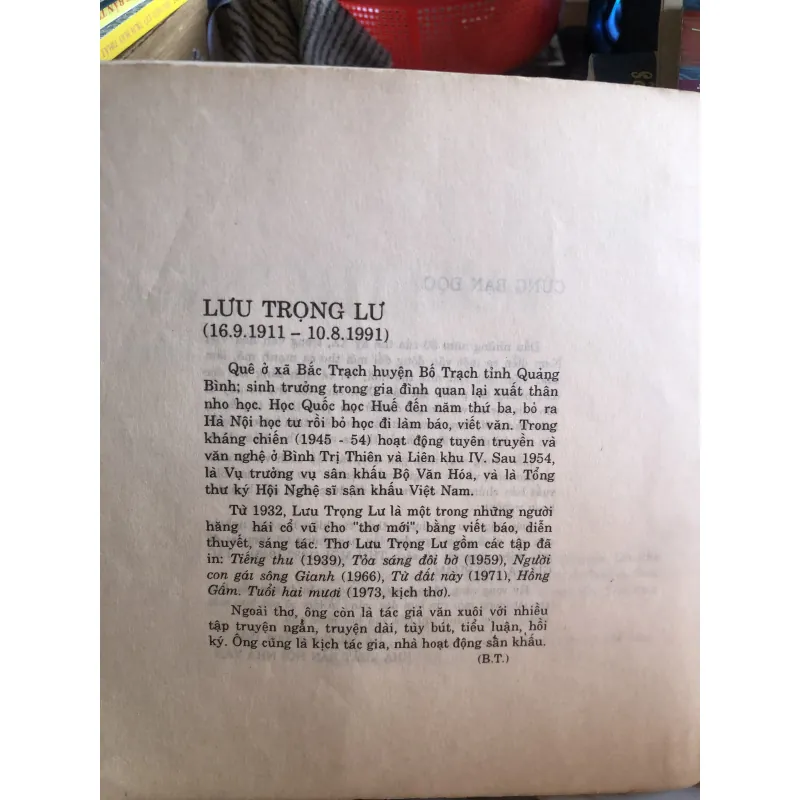 LƯU TRỌNG LƯ
(16.9.1911 – 10.8.1991)
Quê ở xã Bắc Trạch huyện Bố Trạch tỉnh Quảng
Bình; sinh trưởng trong gia đình quan lại xuất thân
nho học. Học Quốc học Huế đến năm thứ ba, bỏ ra
Hà Nội học tư rồi bỏ học đi làm báo, viết văn. Trong
kháng chiến (1945 - 54) hoạt động tuyên truyền và
văn nghệ ở Bình Trị Thiên và Liên khu IV. Sau 1954,
là Vụ trưởng vụ sân khấu Bộ Văn Hóa, và là Tổng
thư ký Hội Nghệ sĩ sân khấu Việt Nam.
Từ 1932, Lưu Trọng Lư là một trong những người
hăng hái cổ vũ cho "thơ mới", bằng viết báo, diễn
thuyết, sáng tác. Thơ Lưu Trọng Lư gồm các tập đã
in: Tiếng thu (1939), Tỏa sáng đôi bờ (1959), Người
con gái sông Gianh (1966), Từ đất này (1971), Hồng
Gấm. Tuổi hai mươi (1973, kịch thơ).
Ngoài thơ, ông còn là tác giả văn xuôi với nhiều
tập truyện ngắn, truyện dài, tùy bút, tiểu luận, hồi
ký. Ông cũng là kịch tác gia, nhà hoạt động sân khấu.
(B.T.)
CÙNG BẠN ĐỌC